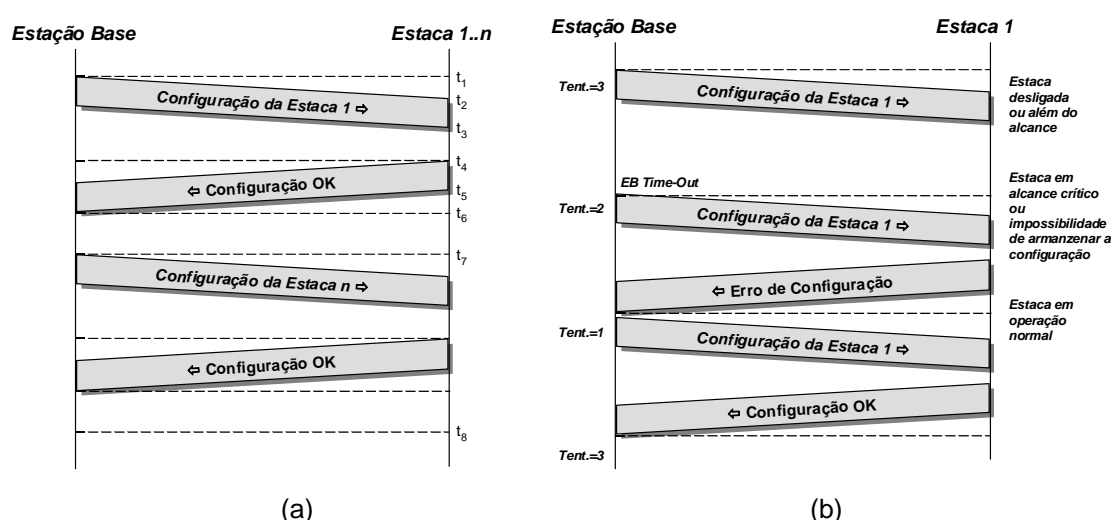 Estação Base
Estaca 1..n
t1
Configuração da Estaca 1 ⇨
t2
t3
t4
⇦ Configuração OK
t5
t6
t7
Configuração da Estaca n ⇨
⇦ Configuração OK
t8
(a)
Estação Base
Estaca 1
Tent.=3
Configuração da Estaca 1 ⇨
Estaca
desligada
ou além do
alcance
EB Time-Out
Tent.=2
Configuração da Estaca 1 ⇨
Estaca em
alcance crítico
ou
impossibilidade
de armanzenar a
configuração
⇦ Erro de Configuração
Tent.=1
Configuração da Estaca 1 ⇨
Estaca em
operação
normal
⇦ Configuração OK
Tent.=3
(b)